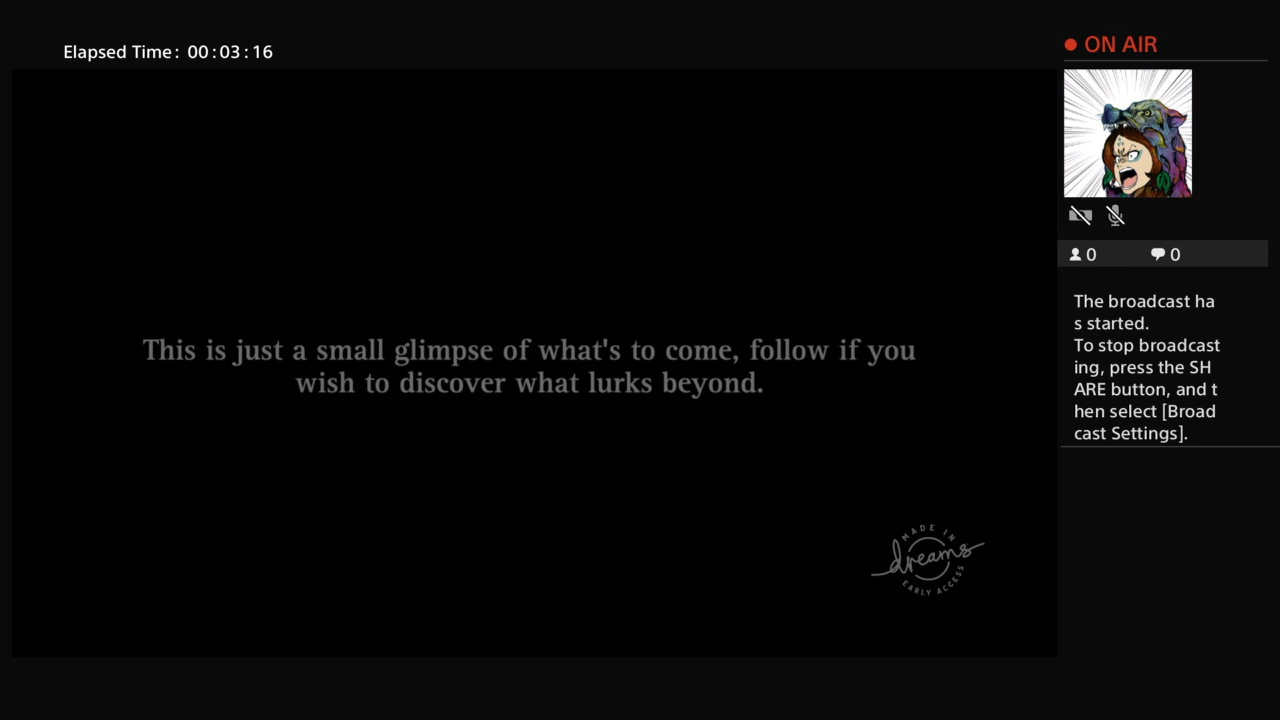 Elapsed Time: 00:03:16
ON AIR
0
0
The broadcast ha
s started.
To stop broadcast
ing, press the SH
ARE button, and t
hen select [Broad
cast Settings].
This is just a small glimpse of what's to come, follow if you
wish to discover what lurks beyond.
MADE IN
dreams
EARLY ACCESS